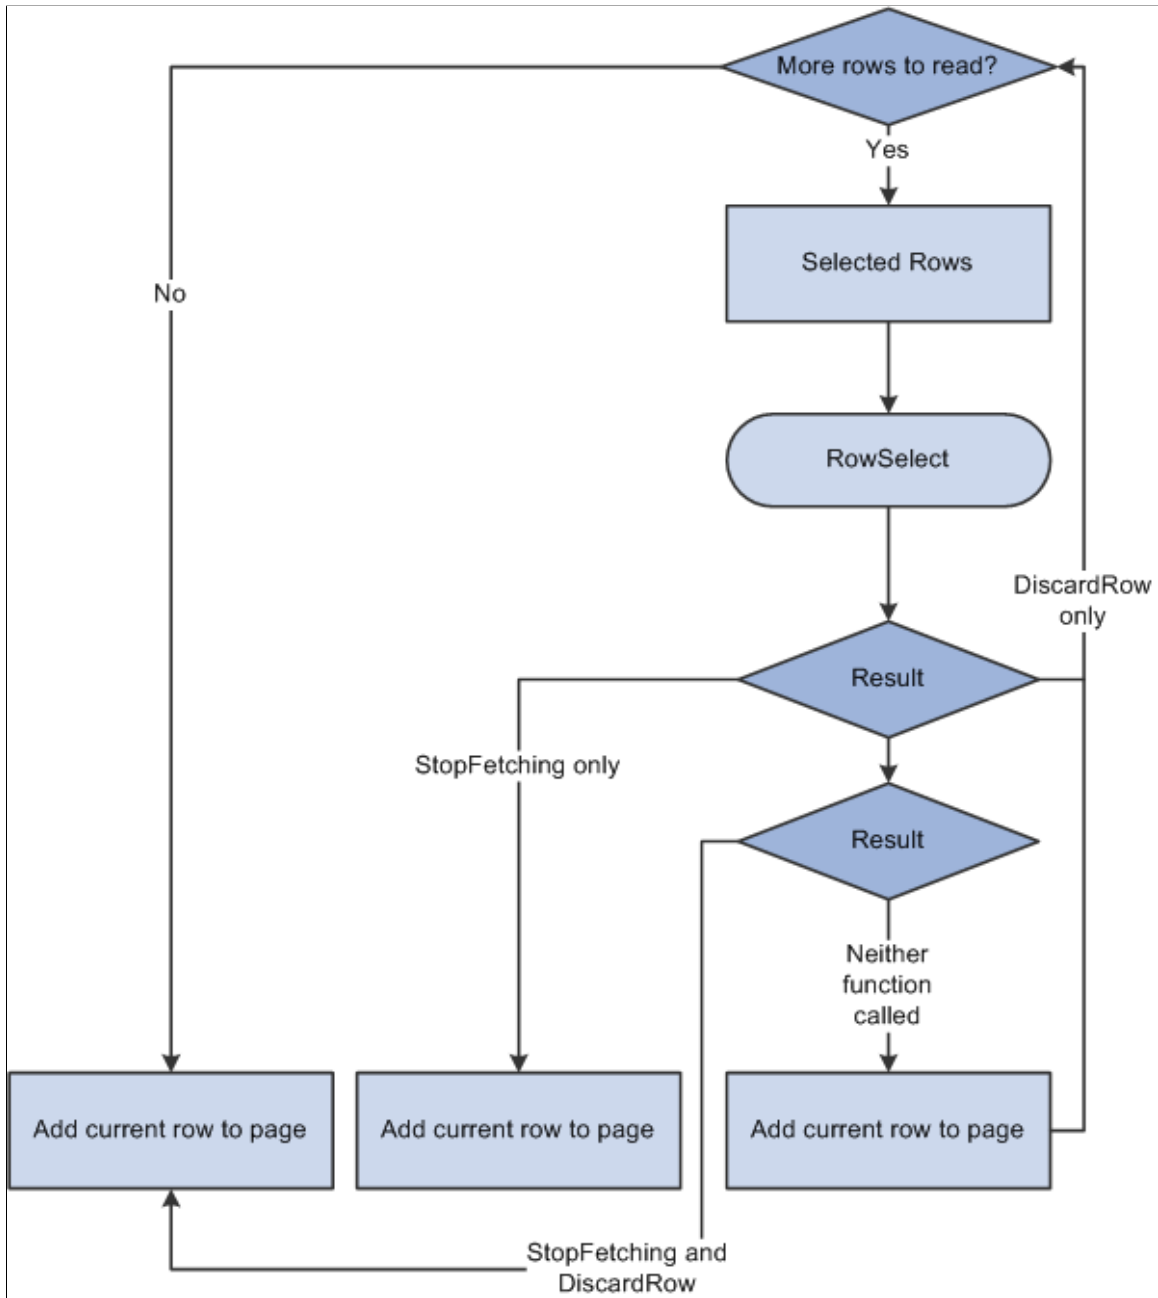 More rows to read?
Yes
Selected Rows
No
RowSelect
DiscardRow
only
Result
StopFetching only
Result
Neither
function
called
Add current row to page
Add current row to page
Add current row to page
StopFetching and
DiscardRow